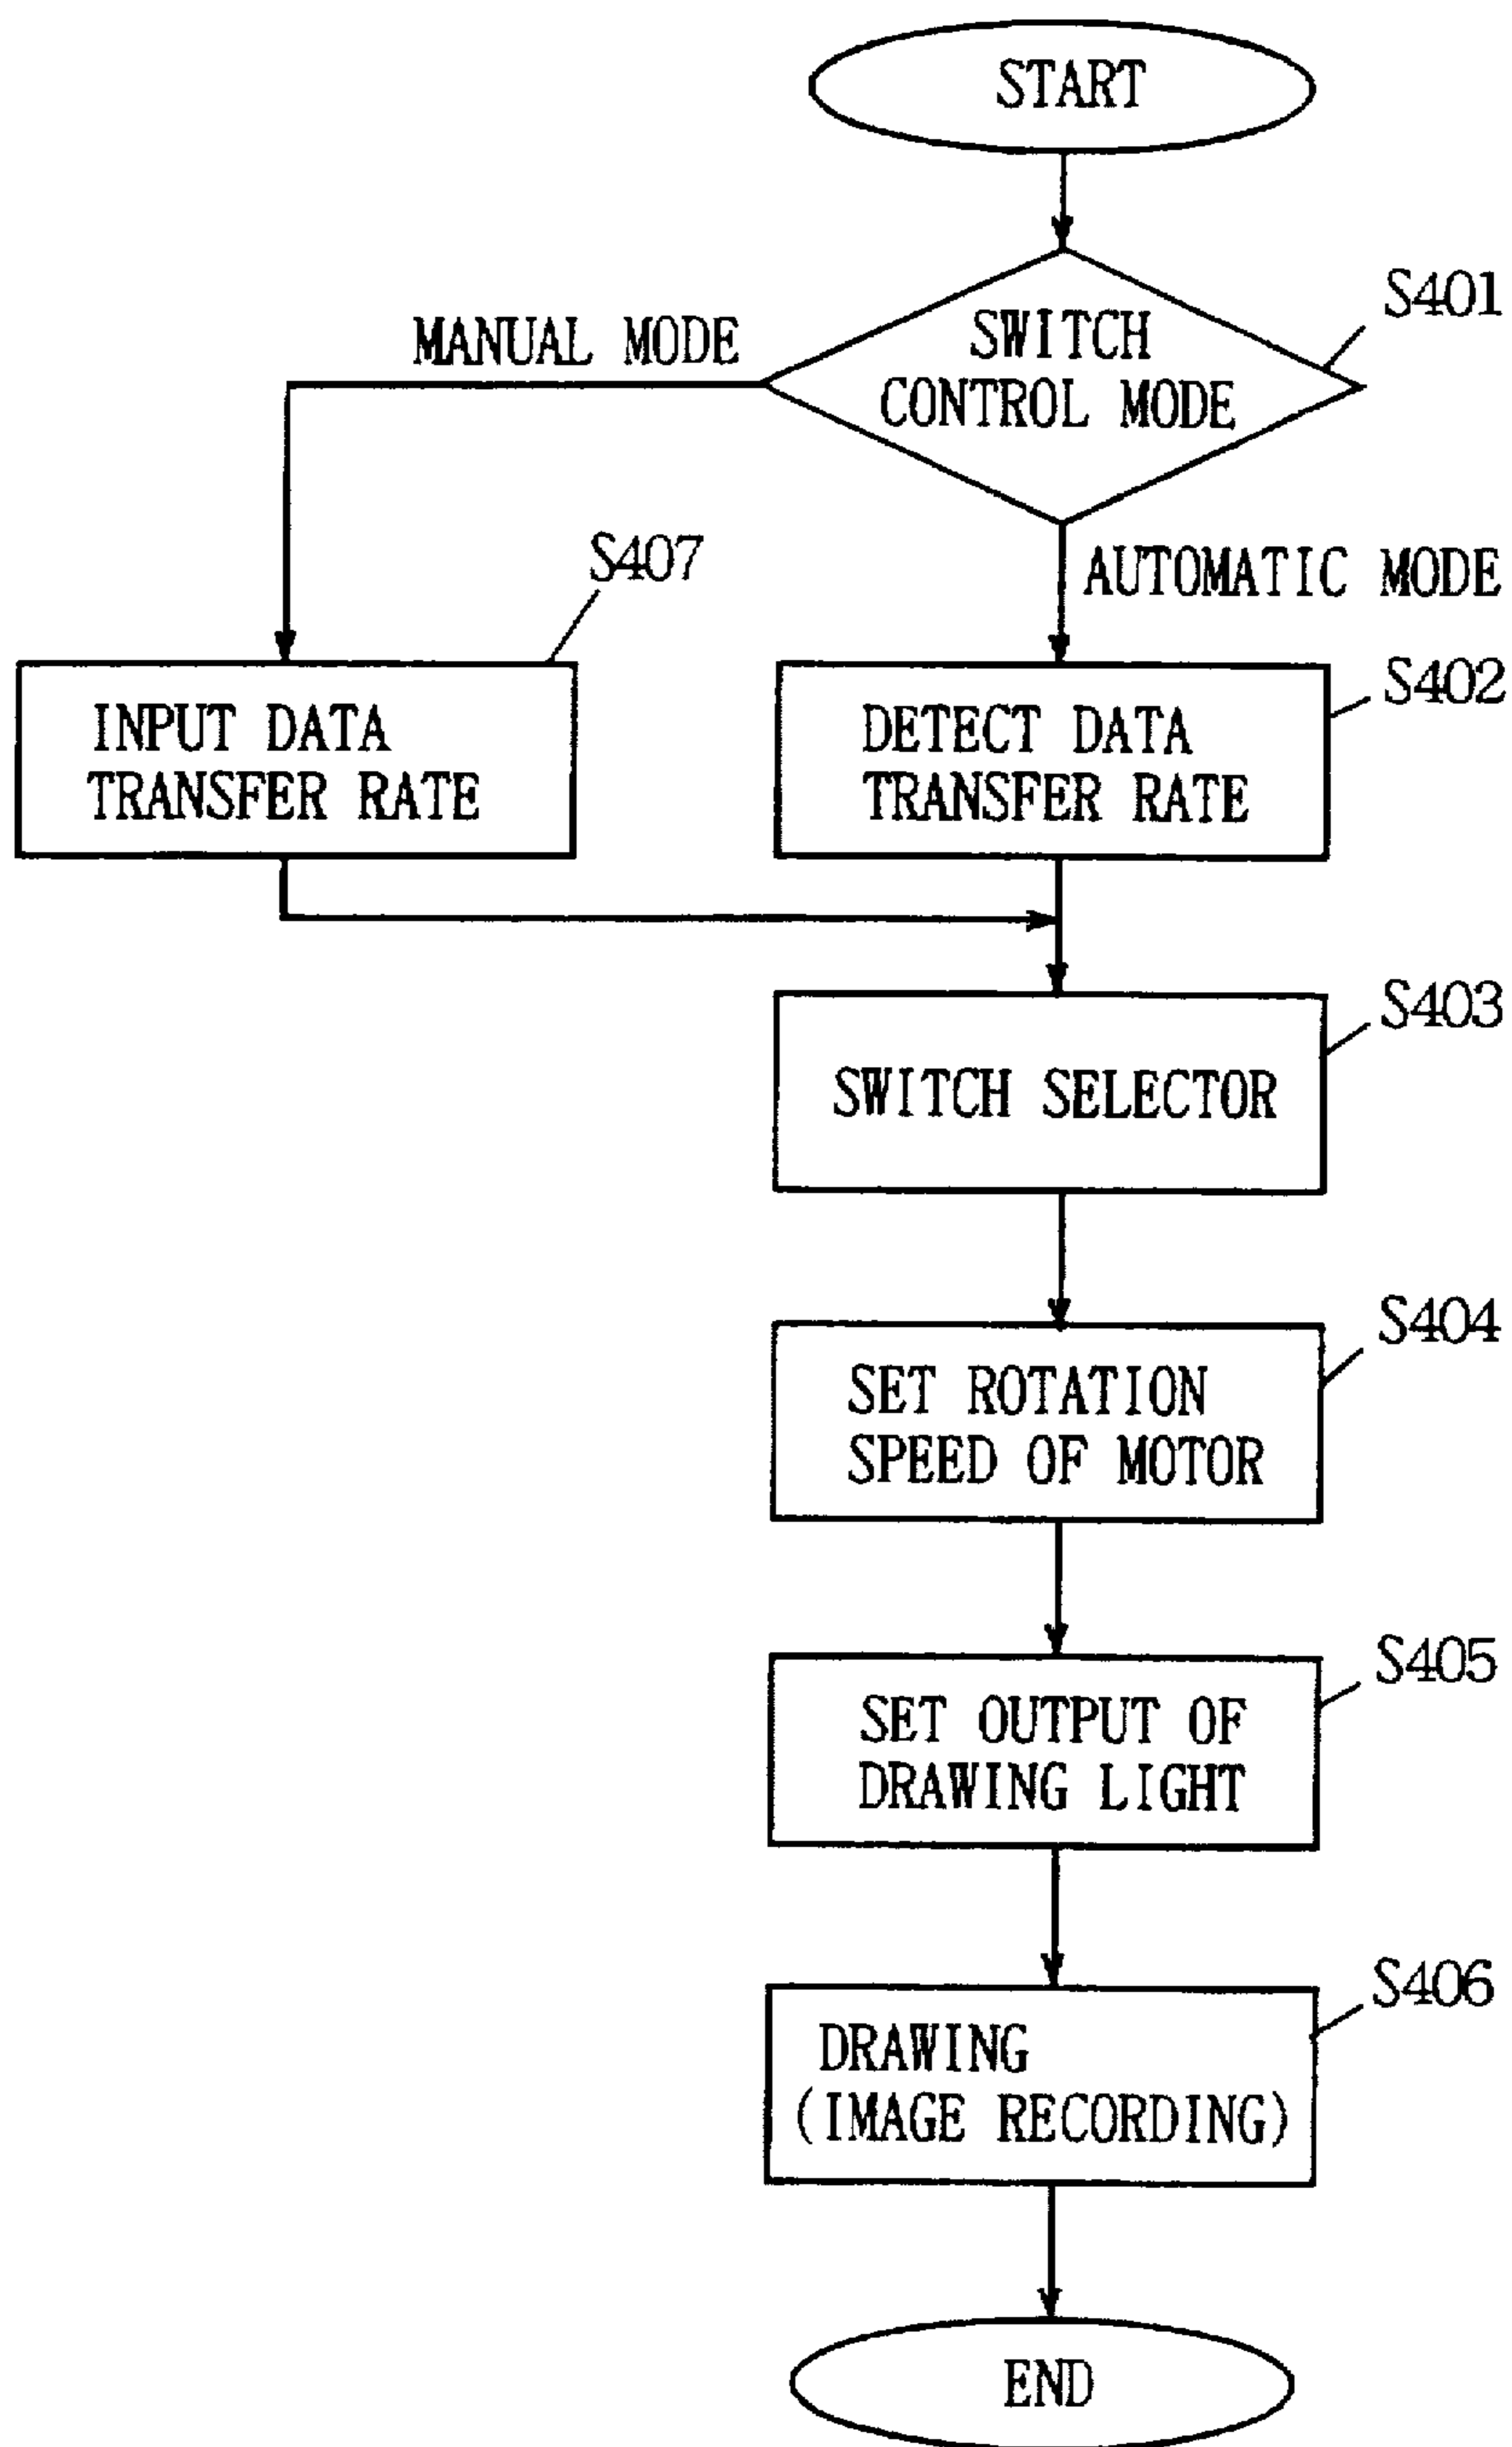 START
S401
SWITCH
CONTROL MODE
MANUAL MODE
AUTOMATIC MODE
S407
INPUT DATA
TRANSFER RATE
S402
DETECT DATA
TRANSFER RATE
S403
SWITCH SELECTOR
S404
SET ROTATION
SPEED OF MOTOR
S405
SET OUTPUT OF
DRAWING LIGHT
S406
DRAWING
(IMAGE RECORDING)
END